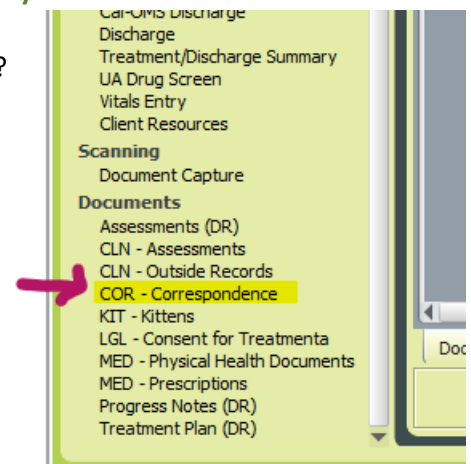 Cal-OMS Discharge
Discharge
Treatment/Discharge Summary
?
UA Drug Screen
Vitals Entry
Client Resources
Scanning
Document Capture
Documents
Assessments (DR)
CLN - Assessments
CLN - Outside Records
COR - Correspondence
KIT - Kittens
LGL - Consent for Treatmenta
MED - Physical Health Documents
Doc
MED - Prescriptions
Progress Notes (DR)
Treatment Plan (DR)